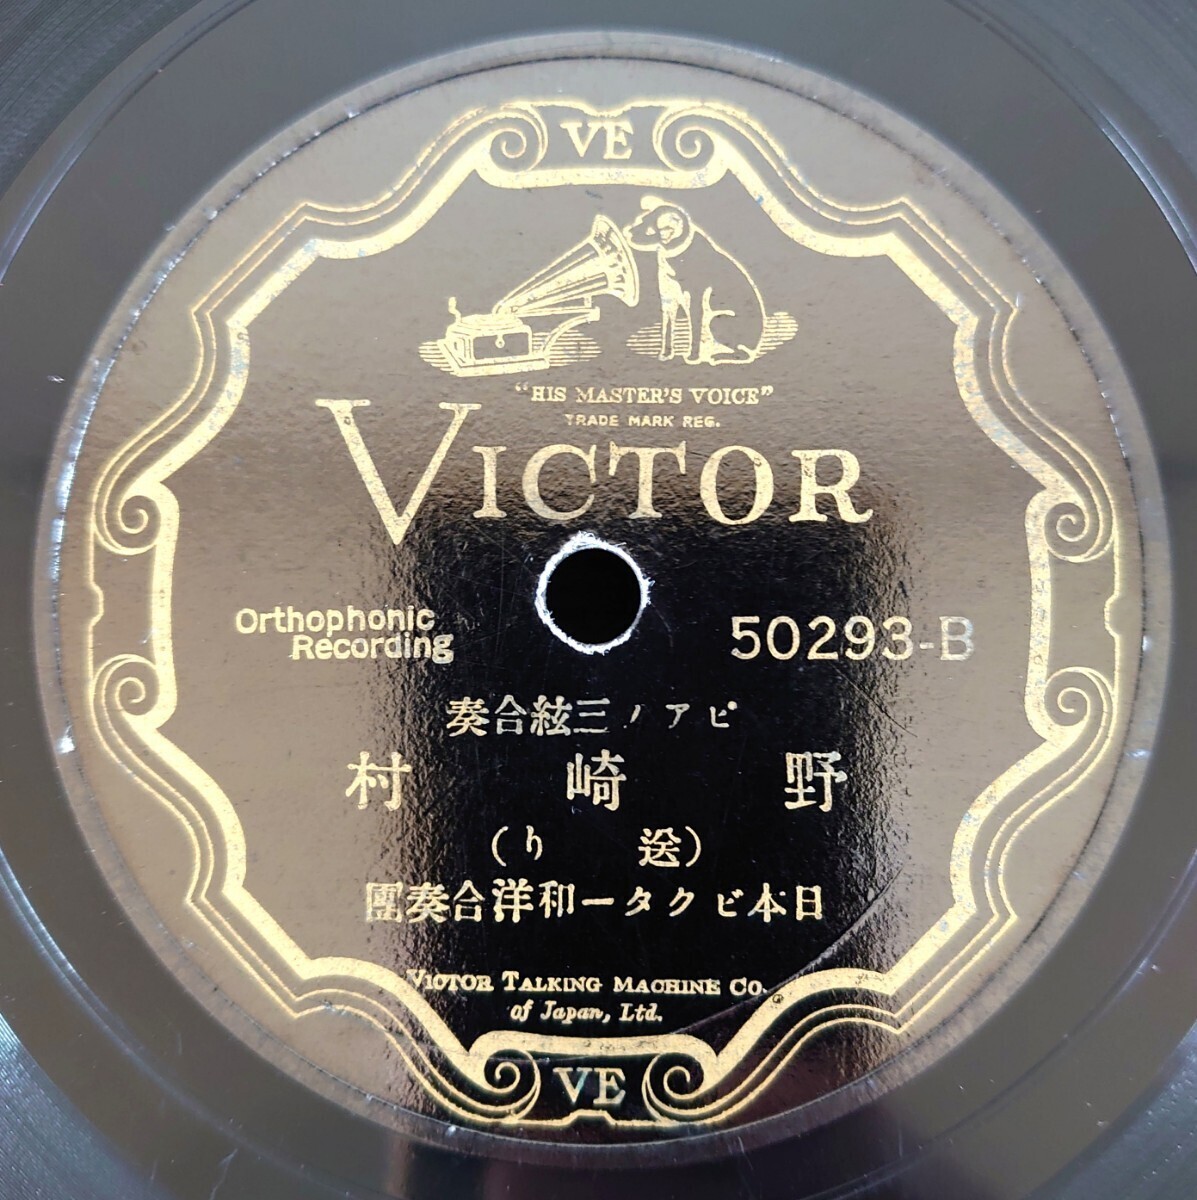 VE
"HIS MASTER'S VOICE"
TRADE MARK REG.
VICTOR
Orthophonic
Recording
50293-B
ピアノ三絃合奏
野崎村
(送り)
日本ビクター和洋合奏團
VICTOR TALKING MACHINE CO.
of Japan, Ltd.
VE